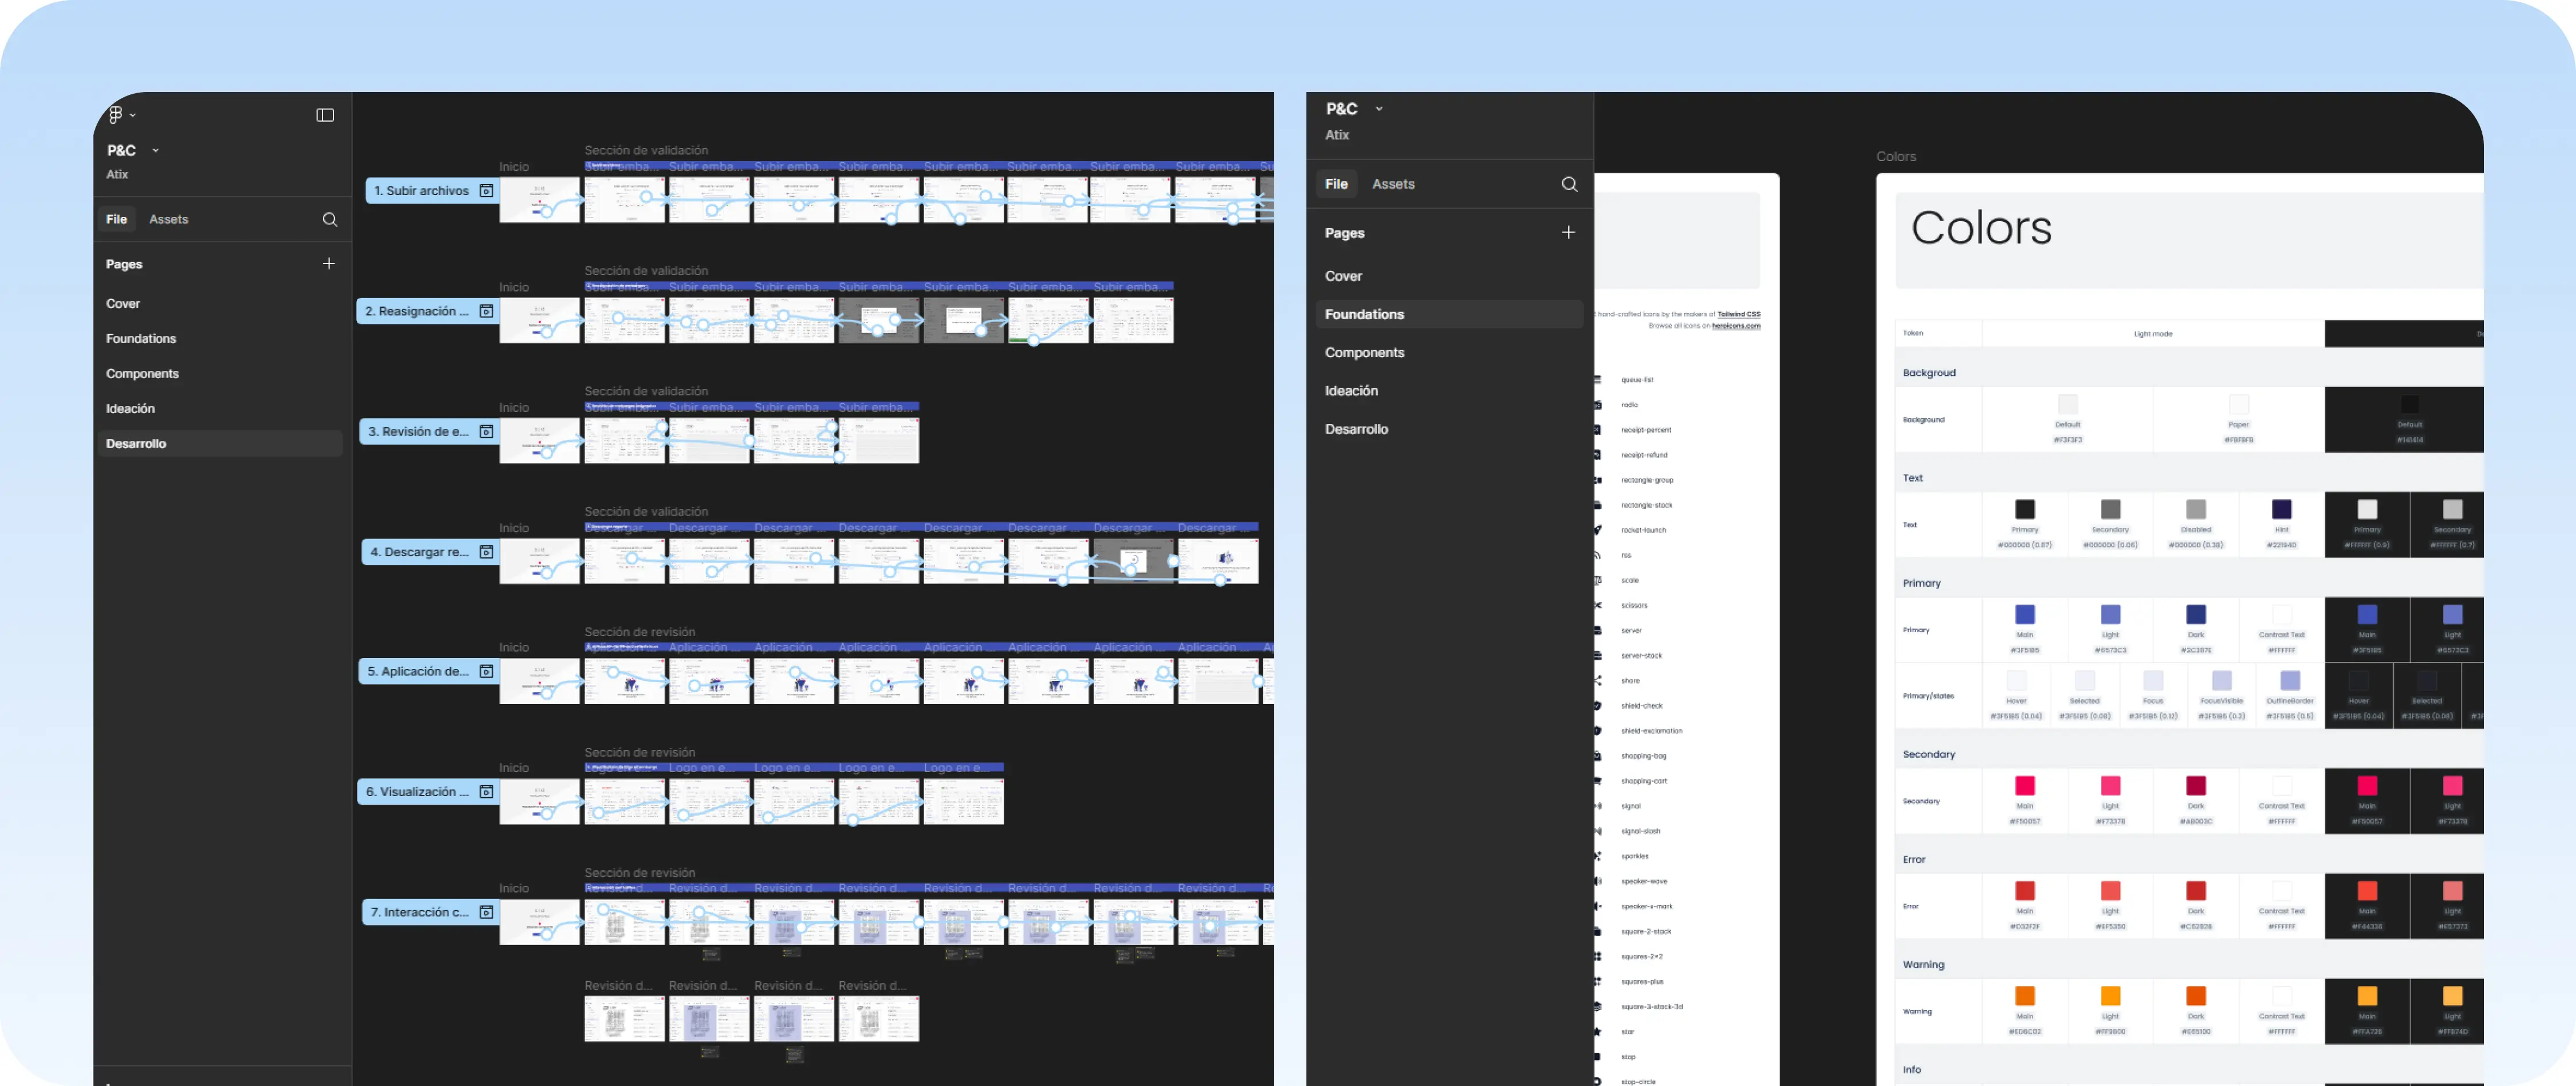 P&C
Atix
File Assets
Pages
Cover
Foundations
Components
Ideación
Desarrollo
Sección de validación
Inicio
Subir emba... Subir emba... Subir emba... Subir emba... Subir emba... Subir emba... Subir emba... Subir emba...
1. Subir archivos
Sección de validación
Inicio
Subir emba... Subir emba... Subir emba... Subir emba... Subir emba... Subir emba... Subir emba...
2. Reasignación ...
Sección de validación
Inicio
Subir emba... Subir emba... Subir emba... Subir emba...
3. Revisión de e...
Sección de validación
Inicio
Descargar ... Descargar ... Descargar ... Descargar ... Descargar ... Descargar ... Descargar ... Descargar ...
4. Descargar re...
Sección de revisión
Inicio
Aplicación ... Aplicación ... Aplicación ... Aplicación ... Aplicación ... Aplicación ... Aplicación ... Aplicación ...
5. Aplicación de...
Sección de revisión
Inicio
Logo en e... Logo en e... Logo en e... Logo en e... Logo en e...
6. Visualización ...
Sección de revisión
Inicio
Revisión d... Revisión d... Revisión d... Revisión d... Revisión d... Revisión d... Revisión d... Revisión d...
7. Interacción c...
Revisión d... Revisión d... Revisión d... Revisión d...
P&C
Atix
File Assets
Pages
Cover
Foundations
Components
Ideación
Desarrollo
hand-crafted icons by the makers of Tailwind CSS
Browse all icons on heroicons.com
queue-list
radio
receipt-percent
receipt-refund
rectangle-group
rectangle-stack
rocket-launch
rss
scale
scissors
server
server-stack
share
shield-check
shield-exclamation
shopping-bag
shopping-cart
signal
signal-slash
sparkles
speaker-wave
speaker-x-mark
square-2-stack
squares-2×2
squares-plus
square-3-stack-3d
star
stop
stop-circle
Colors
Colors
Token Light mode
Backgroud
Background
Default Paper Default
#F3F3F3 #FBFBFB #141414
Text
Text
Primary Secondary Disabled Hint Primary Secondary
#000000 (0.87) #000000 (0.06) #000000 (0.38) #221940 #FFFFFF (0.9) #FFFFFF (0.7)
Primary
Primary
Main Light Dark Contrast Text Main Light
#3F51B5 #6573C3 #2C387E #FFFFFF #3F51B5 #6573C3
Primary/states
Hover Selected Focus FocusVisible OutlineBorder Hover Selected
#3F51B5 (0.04) #3F51B5 (0.08) #3F51B5 (0.12) #3F51B5 (0.3) #3F51B5 (0.5) #3F51B5 (0.04) #3F51B5 (0.08)
Secondary
Secondary
Main Light Dark Contrast Text Main Light
#F50057 #F73378 #AB003C #FFFFFF #F50057 #F73378
Error
Error
Main Light Dark Contrast Text Main Light
#D32F2F #EF5350 #C62828 #FFFFFF #F44336 #E57373
Warning
Warning
Main Light Dark Contrast Text Main Light
#ED6C02 #FF9800 #E65100 #FFFFFF #FFA726 #FFB74D
Info